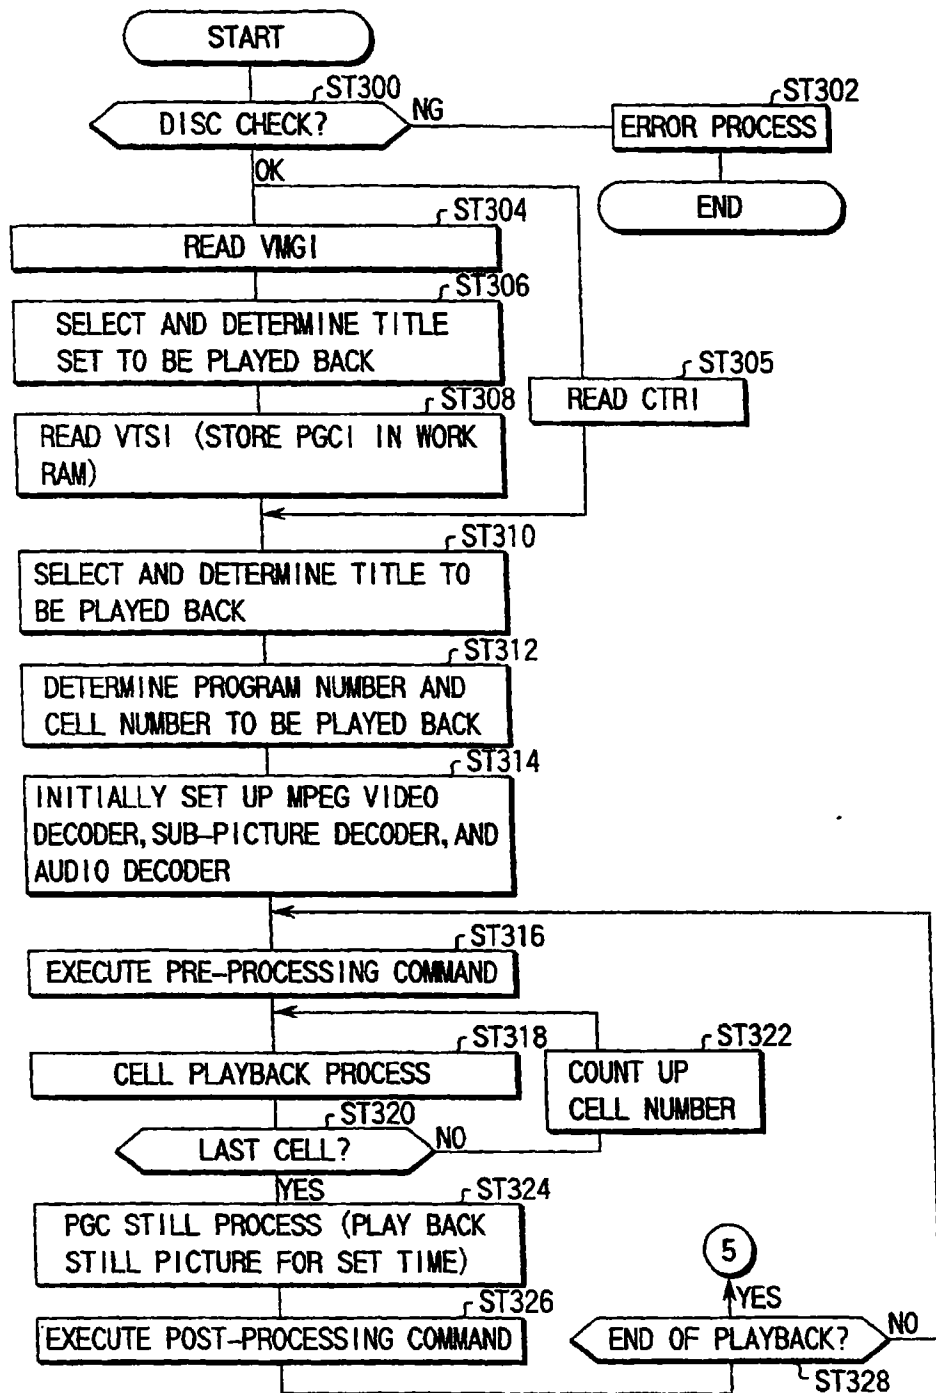 START
ST300
DISC CHECK?
NG
ST302
ERROR PROCESS
END
OK
ST304
READ VMGI
ST306
SELECT AND DETERMINE TITLE
SET TO BE PLAYED BACK
ST305
READ CTRI
ST308
READ VTSI (STORE PGCI IN WORK
RAM)
ST310
SELECT AND DETERMINE TITLE TO
BE PLAYED BACK
ST312
DETERMINE PROGRAM NUMBER AND
CELL NUMBER TO BE PLAYED BACK
ST314
INITIALLY SET UP MPEG VIDEO
DECODER, SUB-PICTURE DECODER, AND
AUDIO DECODER
ST316
EXECUTE PRE-PROCESSING COMMAND
ST318
CELL PLAYBACK PROCESS
ST322
COUNT UP
CELL NUMBER
ST320
LAST CELL?
NO
YES
ST324
PGC STILL PROCESS (PLAY BACK
STILL PICTURE FOR SET TIME)
ST326
EXECUTE POST-PROCESSING COMMAND
5
YES
END OF PLAYBACK?
NO
ST328